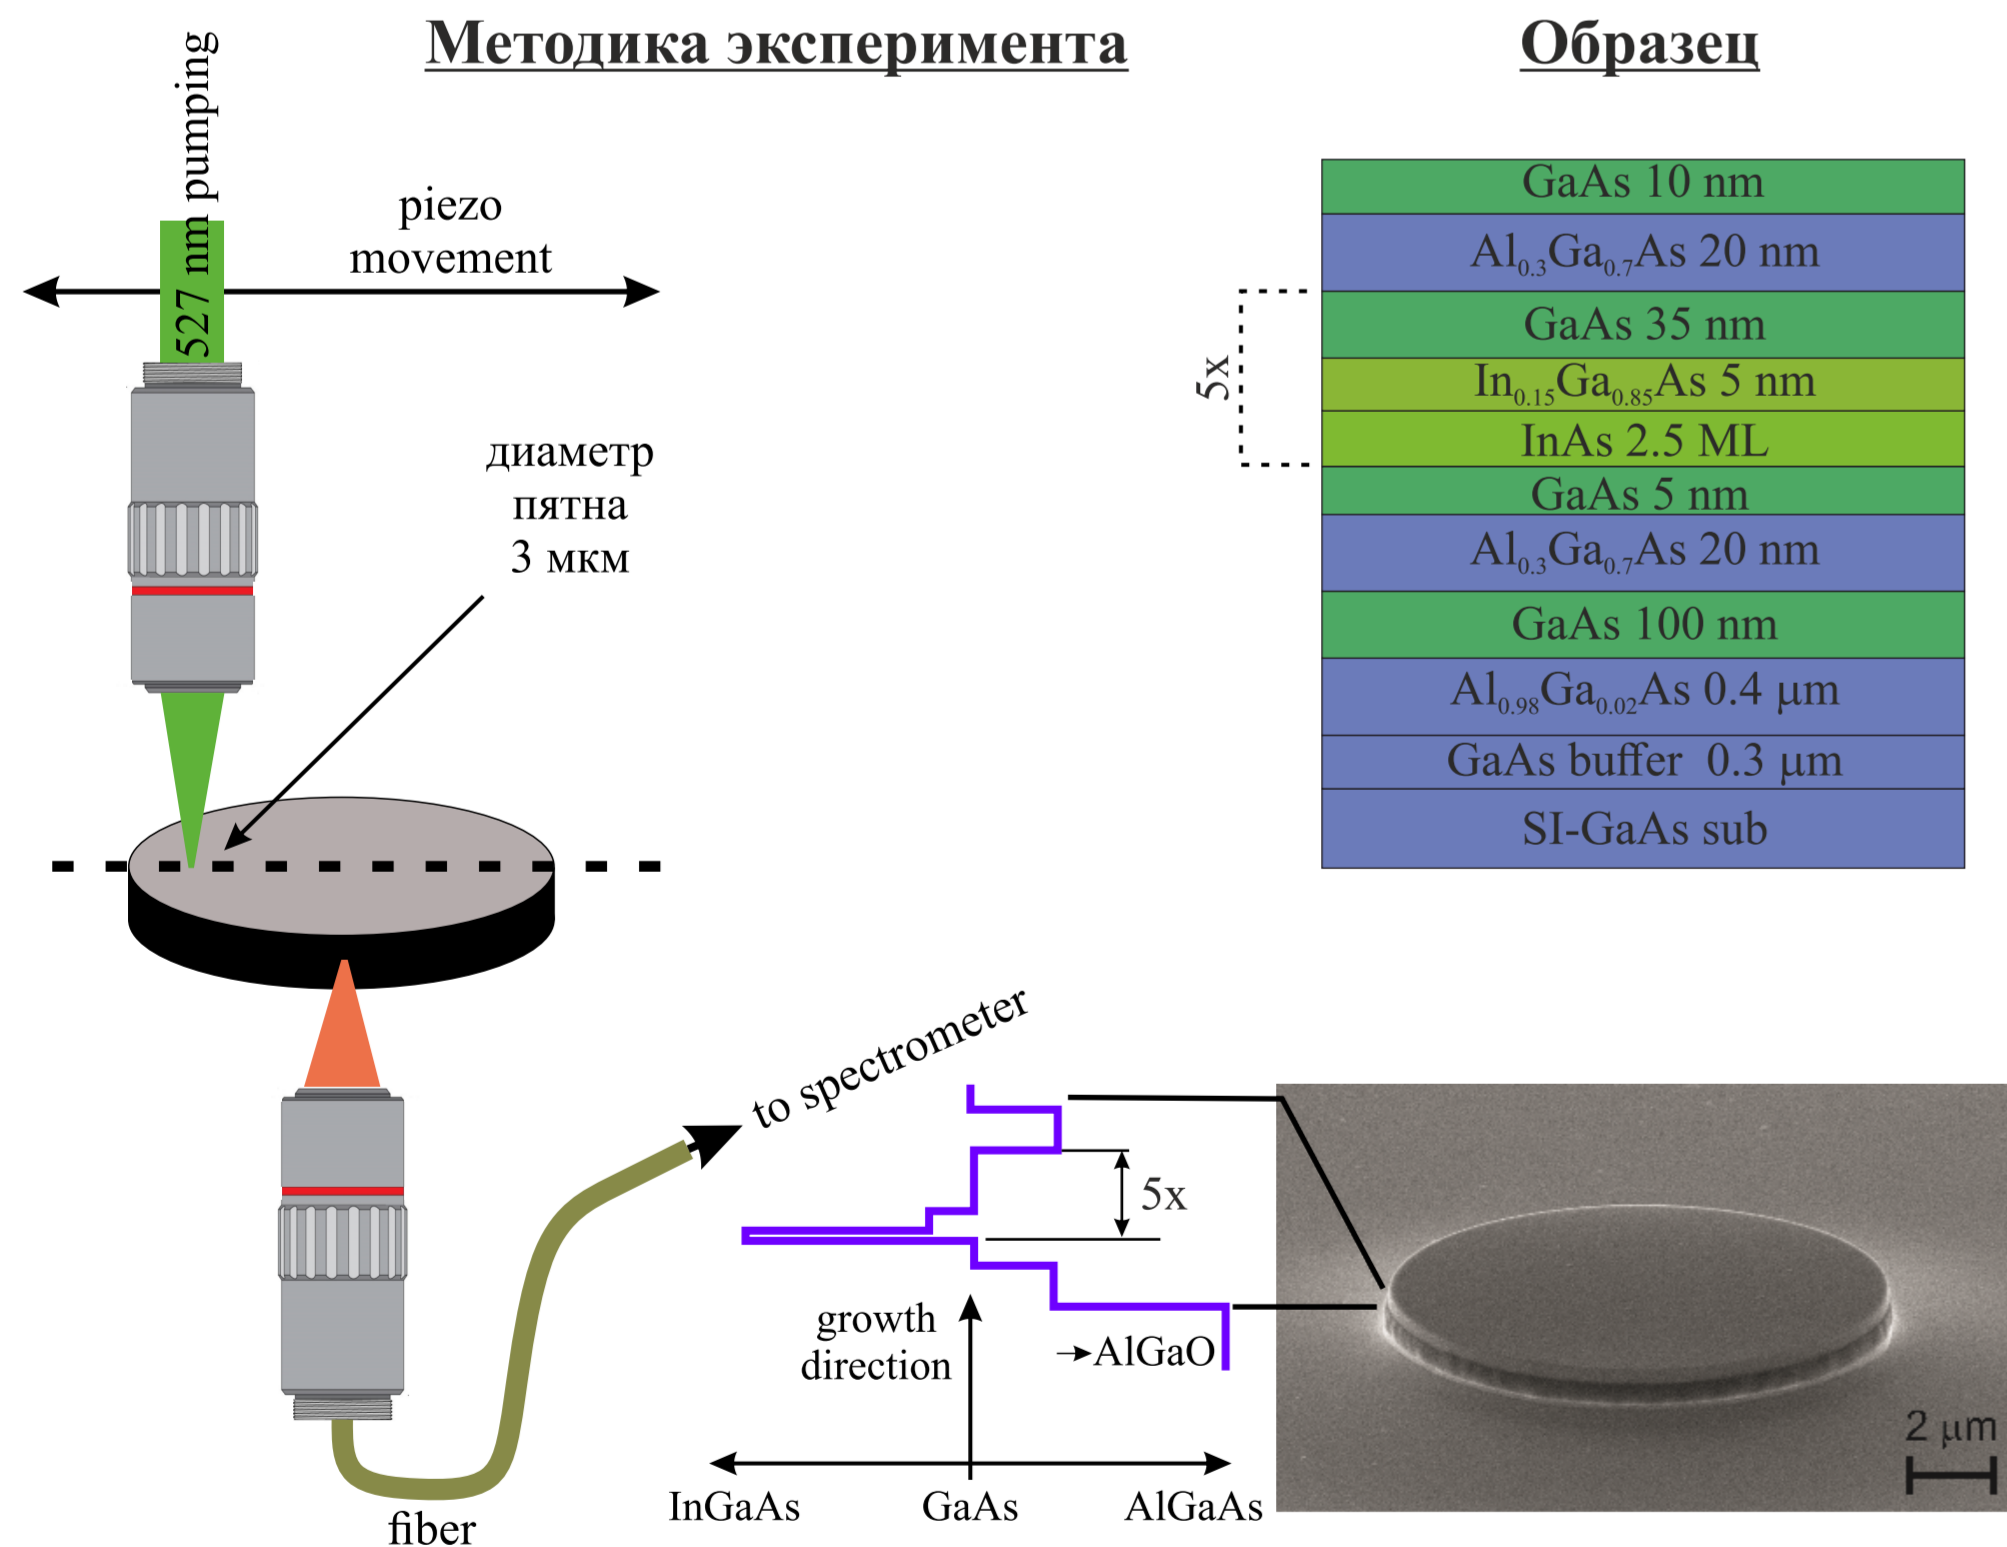 Методика эксперимента
Образец
527 nm pumping
piezo
movement
диаметр
пятна
3 мкм
GaAs 10 nm
Al0.3Ga0.7As 20 nm
5x
GaAs 35 nm
In0.15Ga0.85As 5 nm
InAs 2.5 ML
GaAs 5 nm
Al0.3Ga0.7As 20 nm
GaAs 100 nm
Al0.98Ga0.02As 0.4 μm
GaAs buffer 0.3 μm
SI-GaAs sub
to spectrometer
fiber
5x
growth
direction
→AlGaO
InGaAs
GaAs
AlGaAs
2 μm